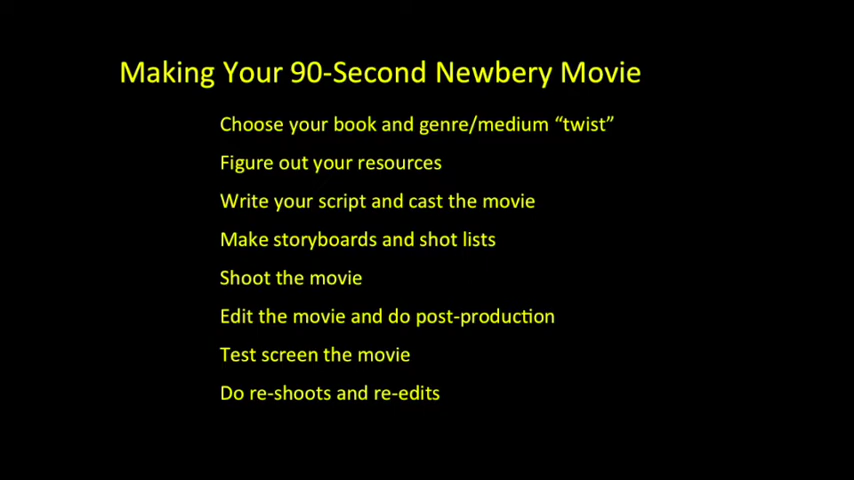 Making Your 90-Second Newbery Movie
Choose your book and genre/medium “twist”
Figure out your resources
Write your script and cast the movie
Make storyboards and shot lists
Shoot the movie
Edit the movie and do post-production
Test screen the movie
Do re-shoots and re-edits